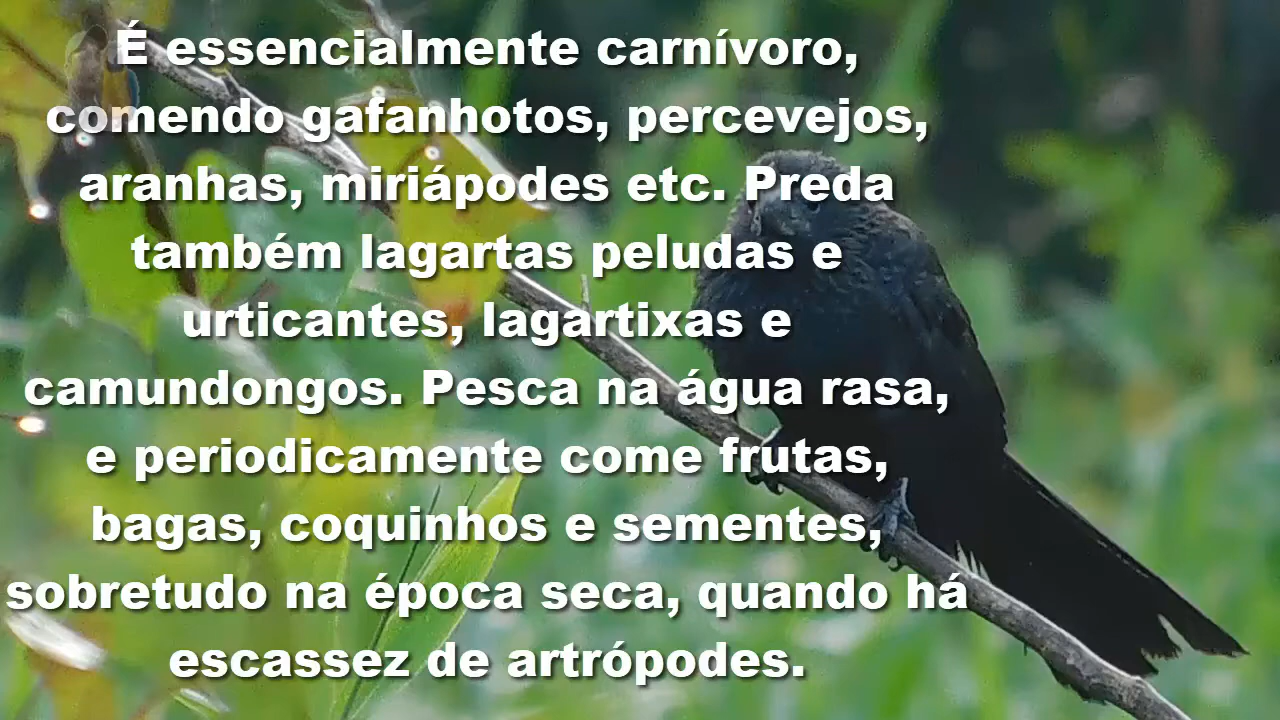 É essencialmente carnívoro,
comendo gafanhotos, percevejos,
aranhas, miriápodes etc. Preda
também lagartas peludas e
urticantes, lagartixas e
camundongos. Pesca na água rasa,
e periodicamente come frutas,
bagas, coquinhos e sementes,
sobretudo na época seca, quando há
escassez de artrópodes.